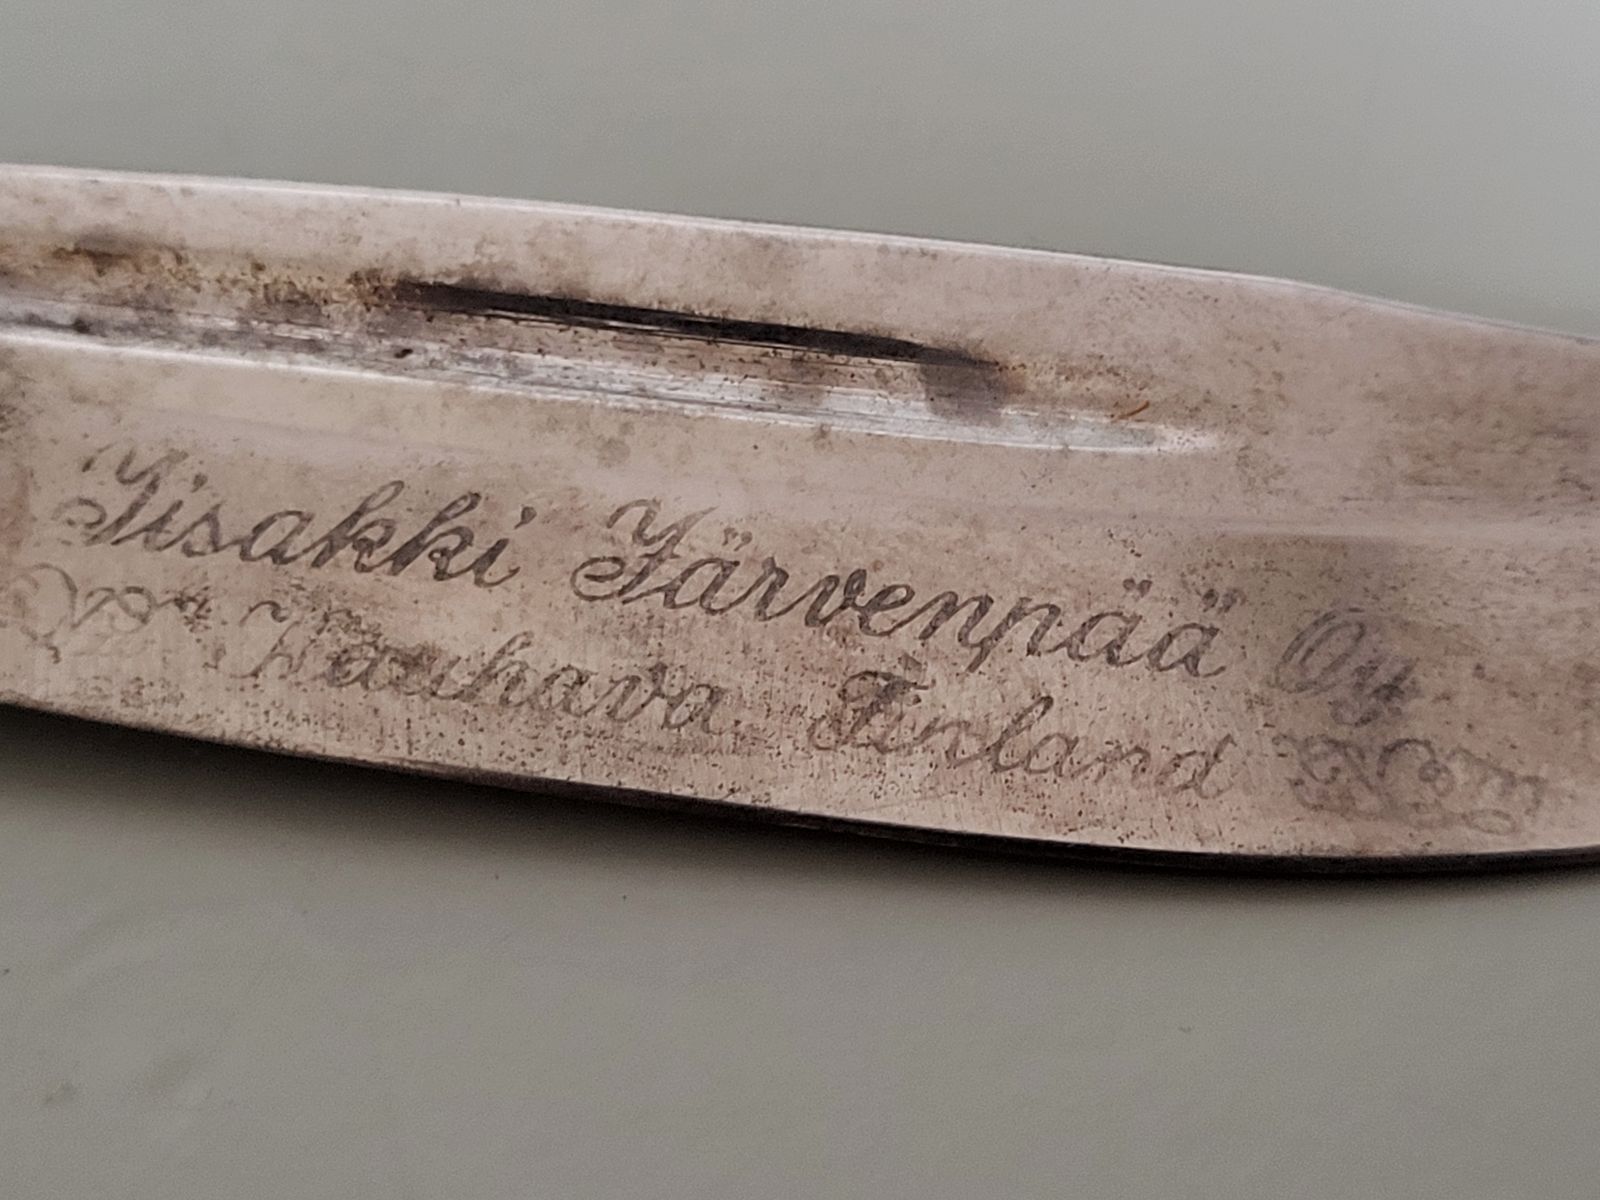 Iisakki Järvenpää Oy
Kauhava Finland